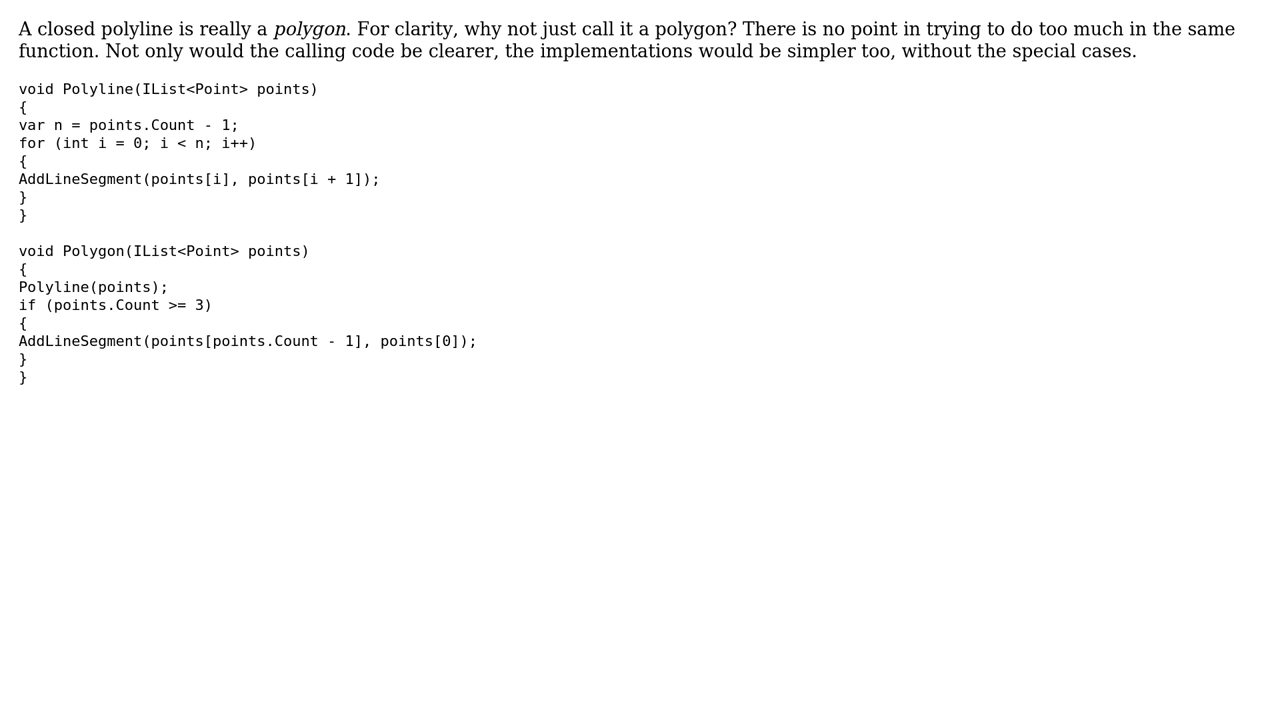 A closed polyline is really a polygon. For clarity, why not just call it a polygon? There is no point in trying to do too much in the same
function. Not only would the calling code be clearer, the implementations would be simpler too, without the special cases.
void Polyline(IList<Point> points)
{
var n = points.Count - 1;
for (int i = 0; i < n; i++)
{
AddLineSegment(points[i], points[i + 1]);
}
}
void Polygon(IList<Point> points)
{
Polyline(points);
if (points.Count >= 3)
{
AddLineSegment(points[points.Count - 1], points[0]);
}
}